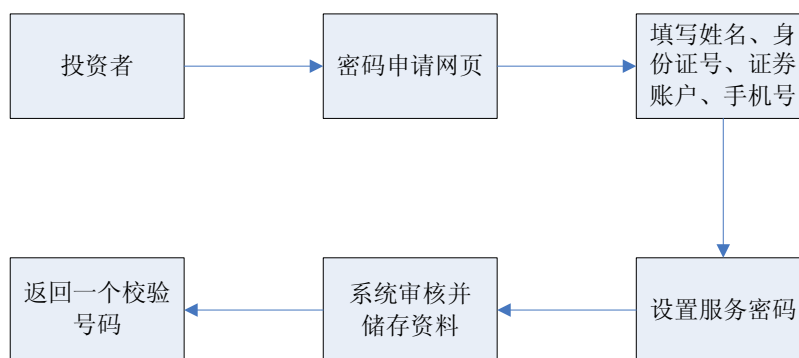 投资者
密码申请网页
填写姓名、身
份证号、证券
账户、手机号
设置服务密码
系统审核并
储存资料
返回一个校验
号码